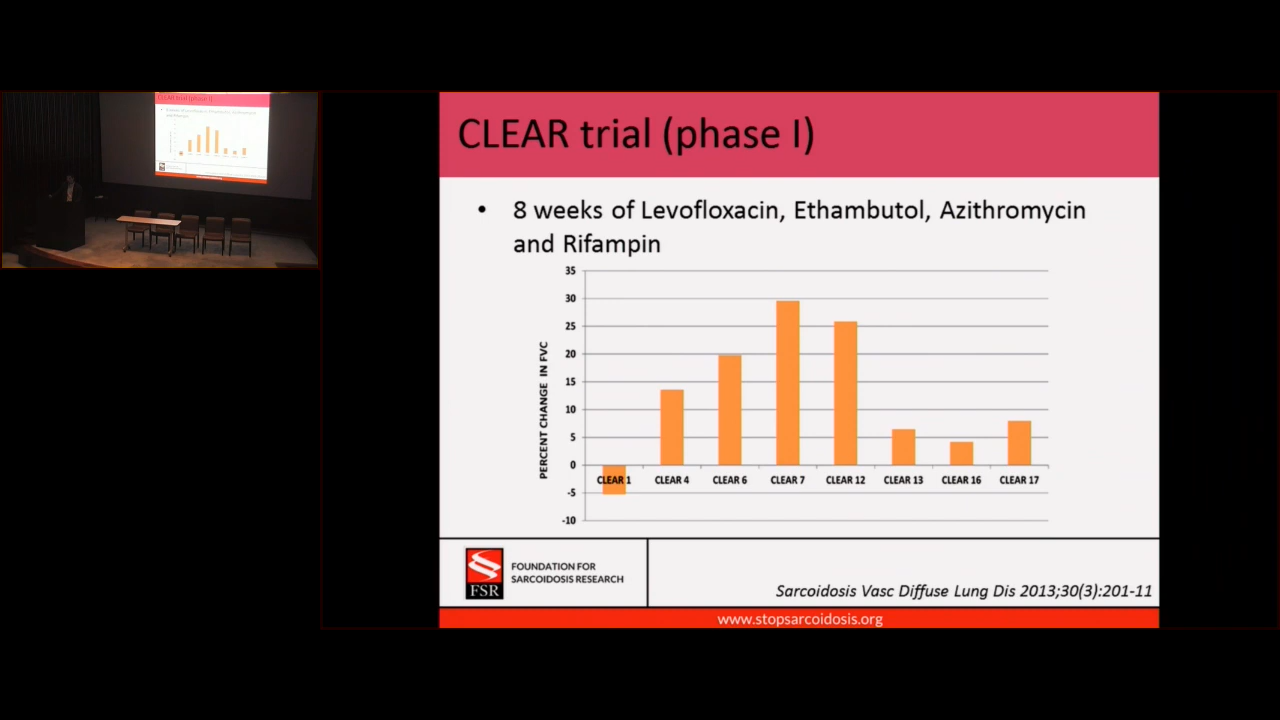 CLEAR trial (phase I)
• 8 weeks of Levofloxacin, Ethambutol, Azithromycin
and Rifampin
35
30
25
20
15
10
5
0
-5
-10
PERCENT CHANGE IN FVC
CLEAR 1 CLEAR 4 CLEAR 6 CLEAR 7 CLEAR 12 CLEAR 13 CLEAR 16 CLEAR 17
FSR
FOUNDATION FOR
SARCOIDOSIS RESEARCH
Sarcoidosis Vasc Diffuse Lung Dis 2013;30(3):201-11
www.stopsarcoidosis.org